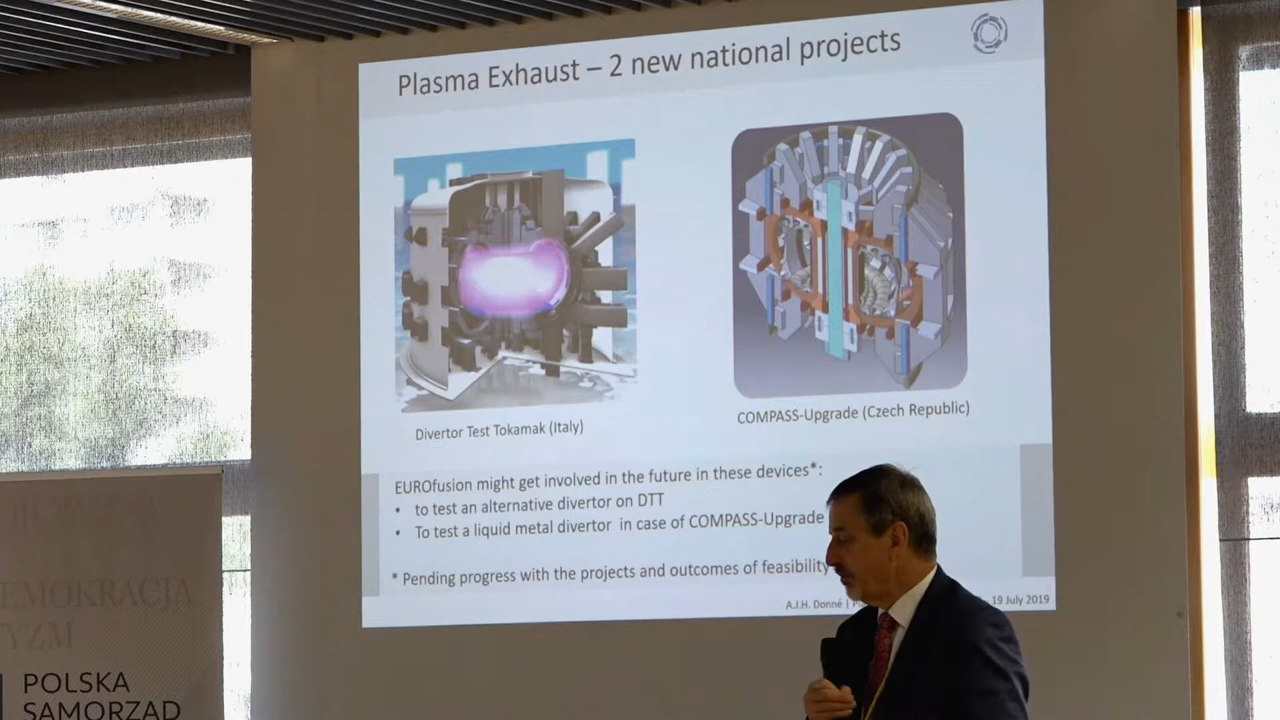 Plasma Exhaust – 2 new national projects
Divertor Test Tokamak (Italy)
COMPASS-Upgrade (Czech Republic)
EUROfusion might get involved in the future in these devices*:
• to test an alternative divertor on DTT
• To test a liquid metal divertor in case of COMPASS-Upgrade
* Pending progress with the projects and outcomes of feasibility
A.J.H. Donné |
19 July 2019
EMOKRACJA
YZM
POLSKA
SAMORZĄD